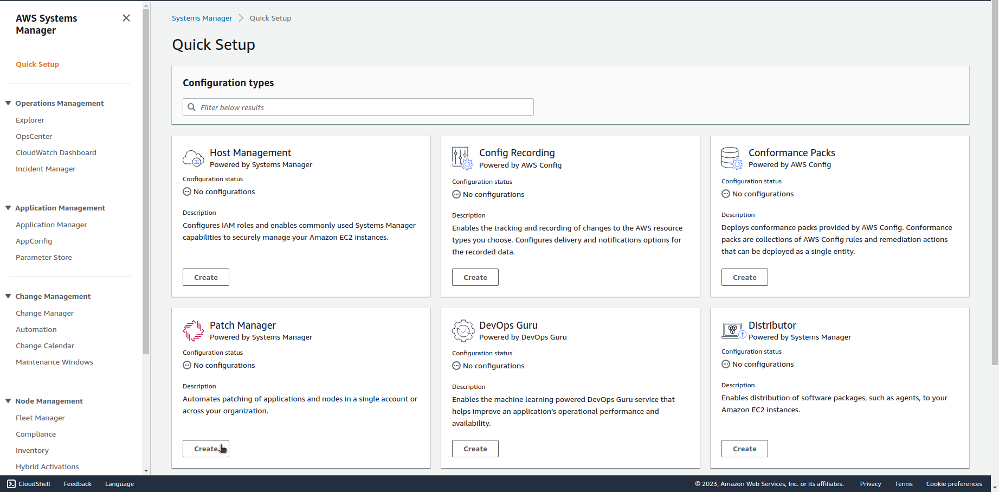 AWS Systems
Manager
Quick Setup
Operations Management
Explorer
OpsCenter
CloudWatch Dashboard
Incident Manager
Application Management
Application Manager
AppConfig
Parameter Store
Change Management
Change Manager
Automation
Change Calendar
Maintenance Windows
Node Management
Fleet Manager
Compliance
Inventory
Hybrid Activations
Systems Manager > Quick Setup
Quick Setup
Configuration types
Filter below results
Host Management
Powered by Systems Manager
Configuration status
No configurations
Description
Configures IAM roles and enables commonly used Systems Manager
capabilities to securely manage your Amazon EC2 instances.
Create
Config Recording
Powered by AWS Config
Configuration status
No configurations
Description
Enables the tracking and recording of changes to the AWS resource
types you choose. Configures delivery and notifications options for
the recorded data.
Create
Conformance Packs
Powered by AWS Config
Configuration status
No configurations
Description
Deploys conformance packs provided by AWS Config. Conformance
packs are collections of AWS Config rules and remediation actions
that can be deployed as a single entity.
Create
Patch Manager
Powered by Systems Manager
Configuration status
No configurations
Description
Automates patching of applications and nodes in a single account or
across your organization.
Create
DevOps Guru
Powered by DevOps Guru
Configuration status
No configurations
Description
Enables the machine learning powered DevOps Guru service that
helps improve an application's operational performance and
availability.
Create
Distributor
Powered by Systems Manager
Configuration status
No configurations
Description
Enables distribution of software packages, such as agents, to your
Amazon EC2 instances.
Create
CloudShell Feedback Language © 2023, Amazon Web Services, Inc. or its affiliates. Privacy Terms Cookie preferences